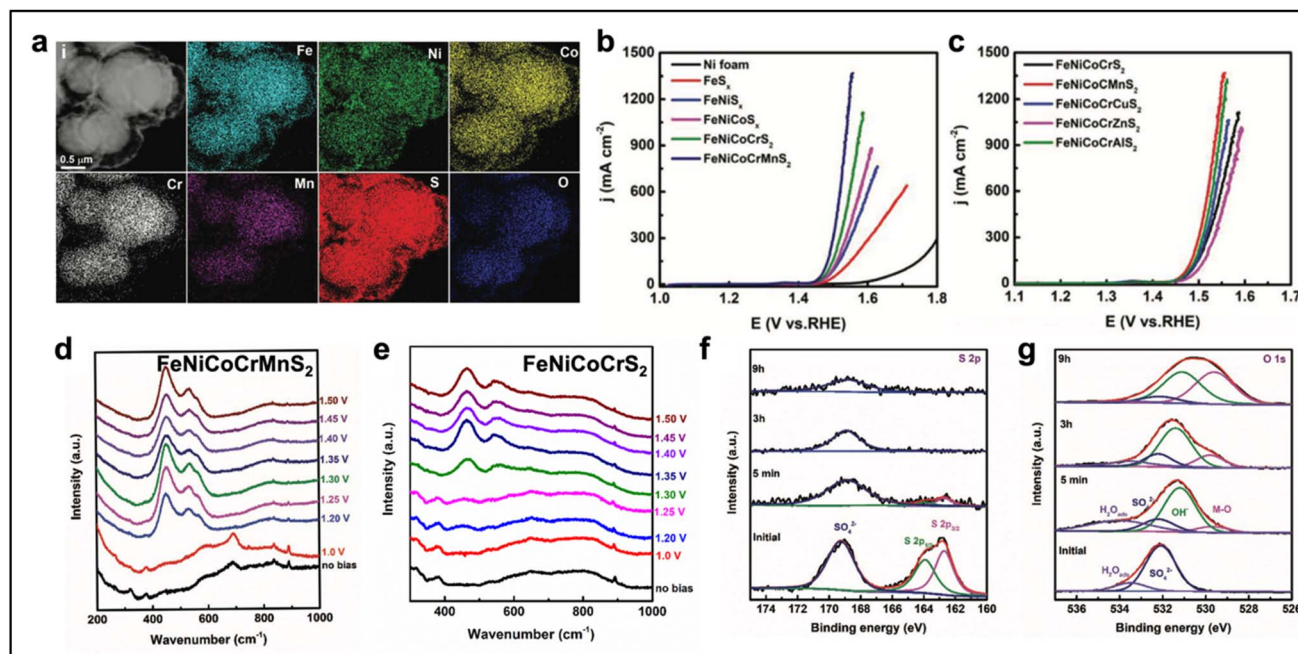 a
i
Fe
Ni
Co
0.5 μm
Cr
Mn
S
O
b
1500
1200
900
600
300
0
j (mA cm⁻²)
Ni foam
FeSₓ
FeNiSₓ
FeNiCoSₓ
FeNiCoCrS₂
FeNiCoCrMnS₂
1.0 1.2 1.4 1.6 1.8
E (V vs.RHE)
c
1500
1200
900
600
300
0
j (mA cm⁻²)
FeNiCoCrS₂
FeNiCoCMnS₂
FeNiCoCrCuS₂
FeNiCoCrZnS₂
FeNiCoCrAlS₂
1.1 1.2 1.3 1.4 1.5 1.6 1.7
E (V vs.RHE)
d
FeNiCoCrMnS₂
Intensity (a.u.)
1.50 V
1.45 V
1.40 V
1.35 V
1.30 V
1.25 V
1.20 V
1.0 V
no bias
200 400 600 800 1000
Wavenumber (cm⁻¹)
e
FeNiCoCrS₂
Intensity (a.u.)
1.50 V
1.45 V
1.40 V
1.35 V
1.30 V
1.25 V
1.20 V
1.0 V
no bias
400 600 800 1000
Wavenumber (cm⁻¹)
f
S 2p
Intensity (a.u.)
9h
3h
5 min
Initial
SO₄²⁻
S 2p₁/₂
S 2p₃/₂
175 170 165 160
Binding energy (eV)
g
O 1s
Intensity (a.u.)
9h
3h
5 min
H₂Oads
SO₄²⁻
OH⁻
M-O
Initial
H₂Oads
SO₄²⁻
536 534 532 530 528 526
Binding energy (eV)